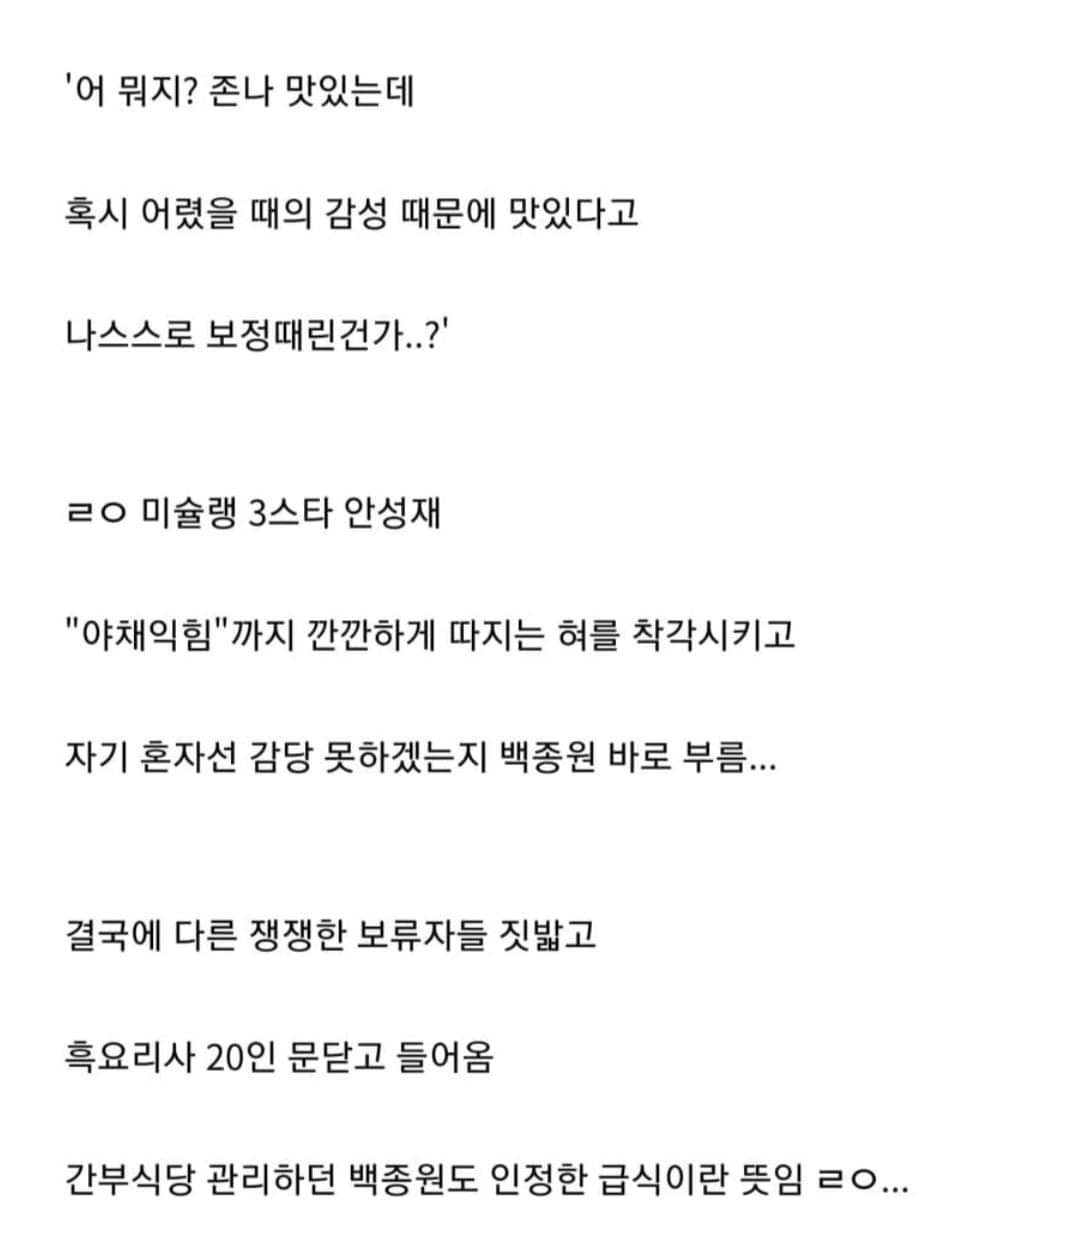 '어 뭐지? 존나 맛있는데
혹시 어렸을 때의 감성 때문에 맛있다고
나스스로 보정때린건가..?'
ㄹㅇ 미슐랭 3스타 안성재
"야채익힘"까지 깐깐하게 따지는 혀를 착각시키고
자기 혼자선 감당 못하겠는지 백종원 바로 부름...
결국에 다른 쟁쟁한 보류자들 짓밟고
흑요리사 20인 문닫고 들어옴
간부식당 관리하던 백종원도 인정한 급식이란 뜻임 ㄹㅇ...